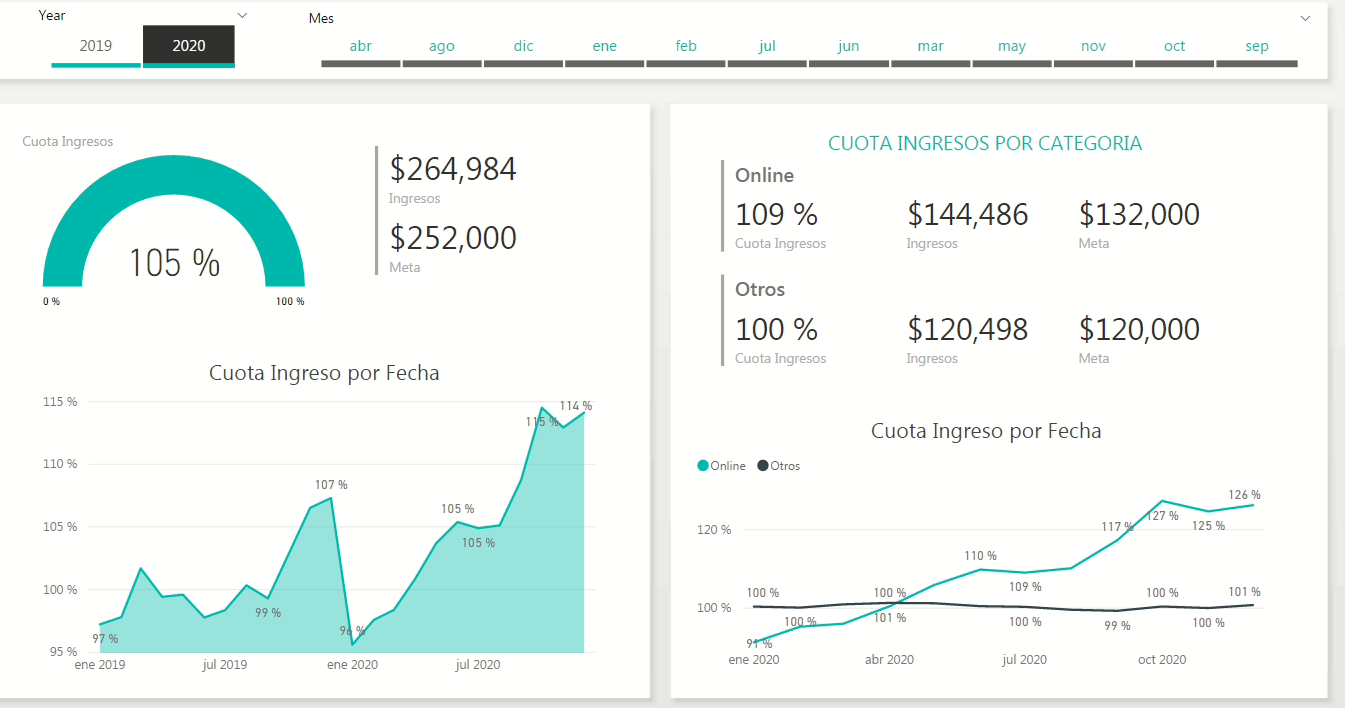 Year
2019 2020
Mes
abr ago dic ene feb jul jun mar may nov oct sep
Cuota Ingresos
105 %
0 % 100 %
$264,984
Ingresos
$252,000
Meta
Cuota Ingreso por Fecha
115 %
110 %
105 %
100 %
95 %
97 %
99 %
107 %
96 %
105 %
105 %
115 %
114 %
ene 2019 jul 2019 ene 2020 jul 2020
CUOTA INGRESOS POR CATEGORIA
Online
109 % $144,486 $132,000
Cuota Ingresos Ingresos Meta
Otros
100 % $120,498 $120,000
Cuota Ingresos Ingresos Meta
Cuota Ingreso por Fecha
Online Otros
120 %
100 %
91 %
100 %
100 %
100 %
101 %
110 %
109 %
100 %
117 %
99 %
127 %
100 %
125 %
100 %
126 %
101 %
ene 2020 abr 2020 jul 2020 oct 2020